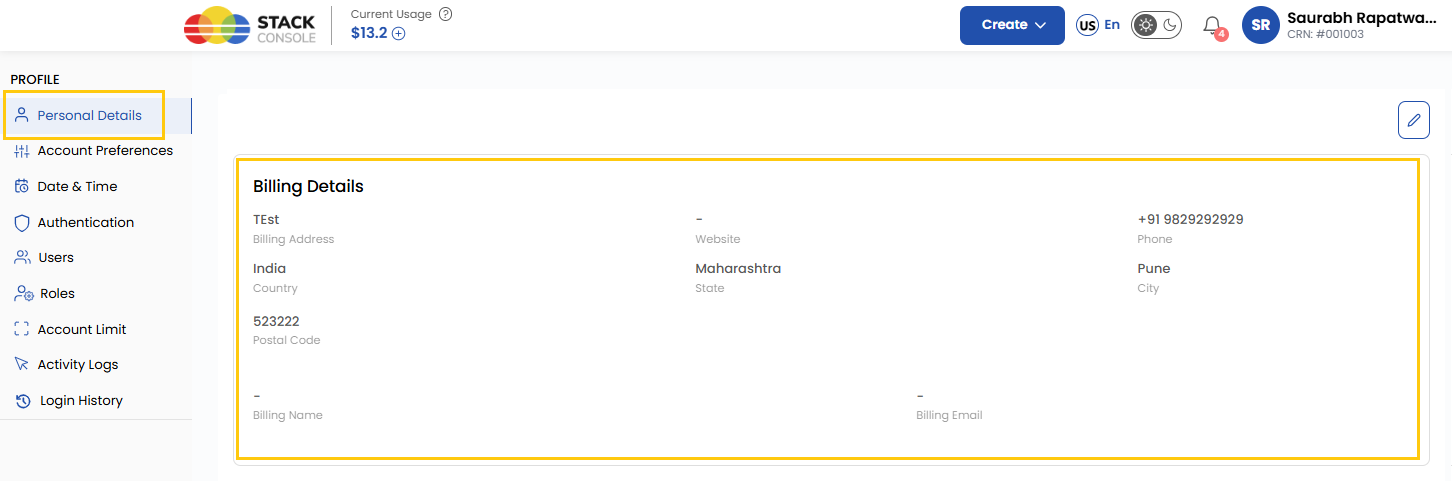 STACK
CONSOLE
Current Usage ?
$13.2
Create
US En
4
SR
Saurabh Rapatwa...
CRN: #001003
PROFILE
Personal Details
Account Preferences
Date & Time
Authentication
Users
Roles
Account Limit
Activity Logs
Login History
Billing Details
TEst
Billing Address
-
Website
+91 9829292929
Phone
India
Country
Maharashtra
State
Pune
City
523222
Postal Code
-
Billing Name
-
Billing Email